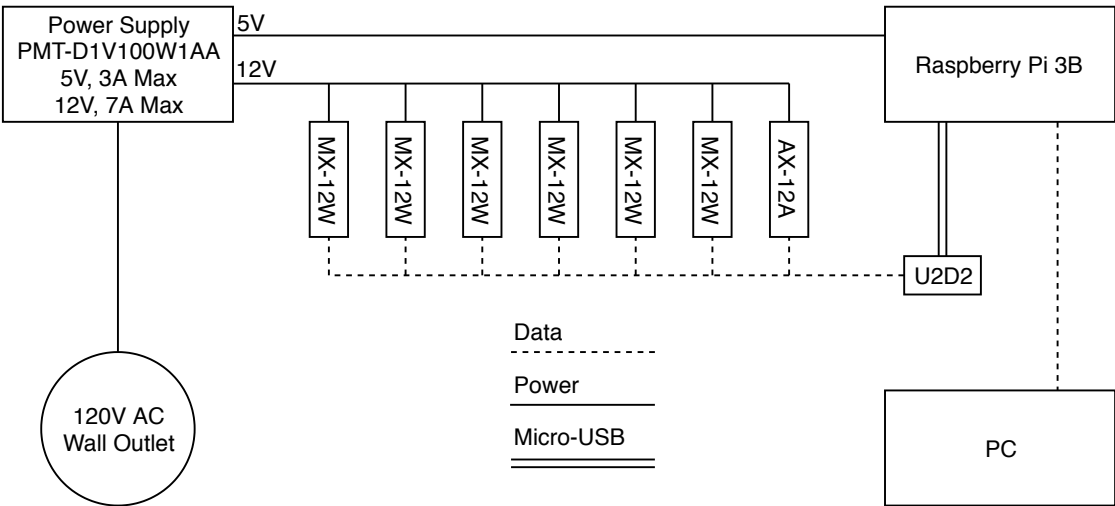 Power Supply
PMT-D1V100W1AA
5V, 3A Max
12V, 7A Max
5V
12V
Raspberry Pi 3B
MX-12W
MX-12W
MX-12W
MX-12W
MX-12W
MX-12W
AX-12A
U2D2
Data
Power
Micro-USB
120V AC
Wall Outlet
PC